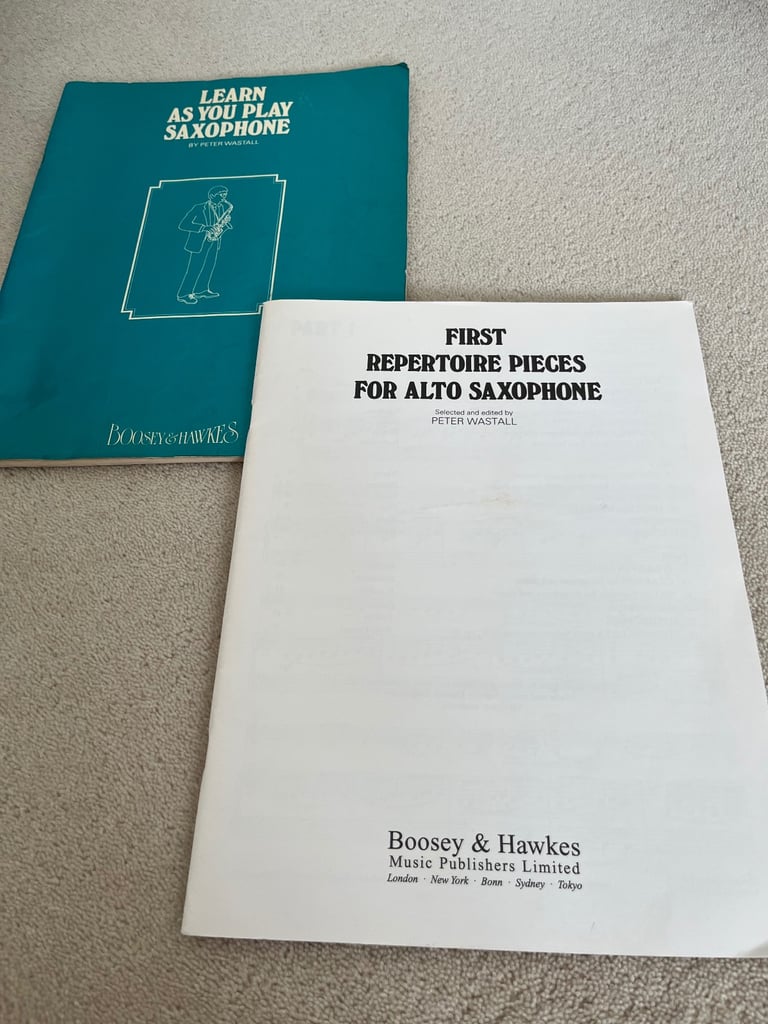 LEARN
AS YOU PLAY
SAXOPHONE
BY PETER WASTALL
BOOSEY & HAWKES
FIRST
REPERTOIRE PIECES
FOR ALTO SAXOPHONE
Selected and edited by
PETER WASTALL
Boosey & Hawkes
Music Publishers Limited
London · New York · Bonn · Sydney · Tokyo